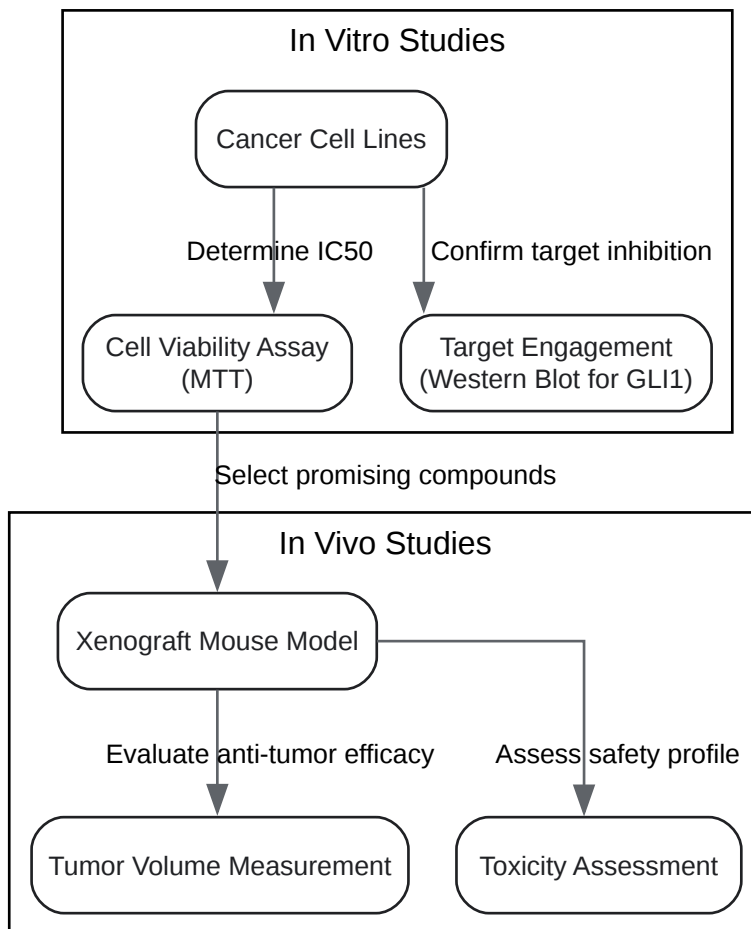 In Vitro Studies
Cancer Cell Lines
Determine IC50
Confirm target inhibition
Cell Viability Assay
(MTT)
Target Engagement
(Western Blot for GLI1)
Select promising compounds
In Vivo Studies
Xenograft Mouse Model
Evaluate anti-tumor efficacy
Assess safety profile
Tumor Volume Measurement
Toxicity Assessment